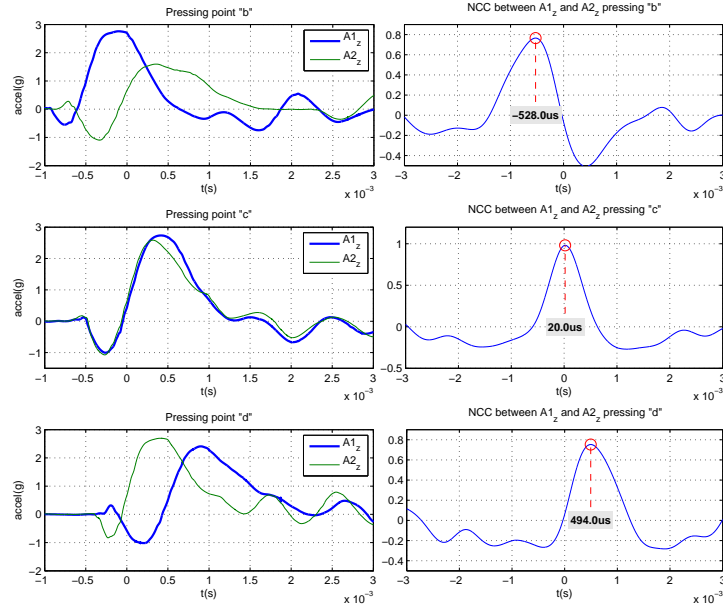 Pressing point "b"
3
2
1
0
−1
−2
accel(g)
A1z
A2z
−1 −0.5 0 0.5 1 1.5 2 2.5 3
t(s)
x 10−3
NCC between A1z and A2z pressing "b"
0.8
0.6
0.4
0.2
0
−0.2
−0.4
−528.0us
−3 −2 −1 0 1 2 3
t(s)
x 10−3
Pressing point "c"
3
2
1
0
−1
accel(g)
A1z
A2z
−1 −0.5 0 0.5 1 1.5 2 2.5 3
t(s)
x 10−3
NCC between A1z and A2z pressing "c"
1
0.5
0
−0.5
20.0us
−3 −2 −1 0 1 2 3
t(s)
x 10−3
Pressing point "d"
3
2
1
0
−1
−2
accel(g)
A1z
A2z
−1 −0.5 0 0.5 1 1.5 2 2.5 3
t(s)
x 10−3
NCC between A1z and A2z pressing "d"
0.8
0.6
0.4
0.2
0
−0.2
−0.4
494.0us
−3 −2 −1 0 1 2 3
t(s)
x 10−3